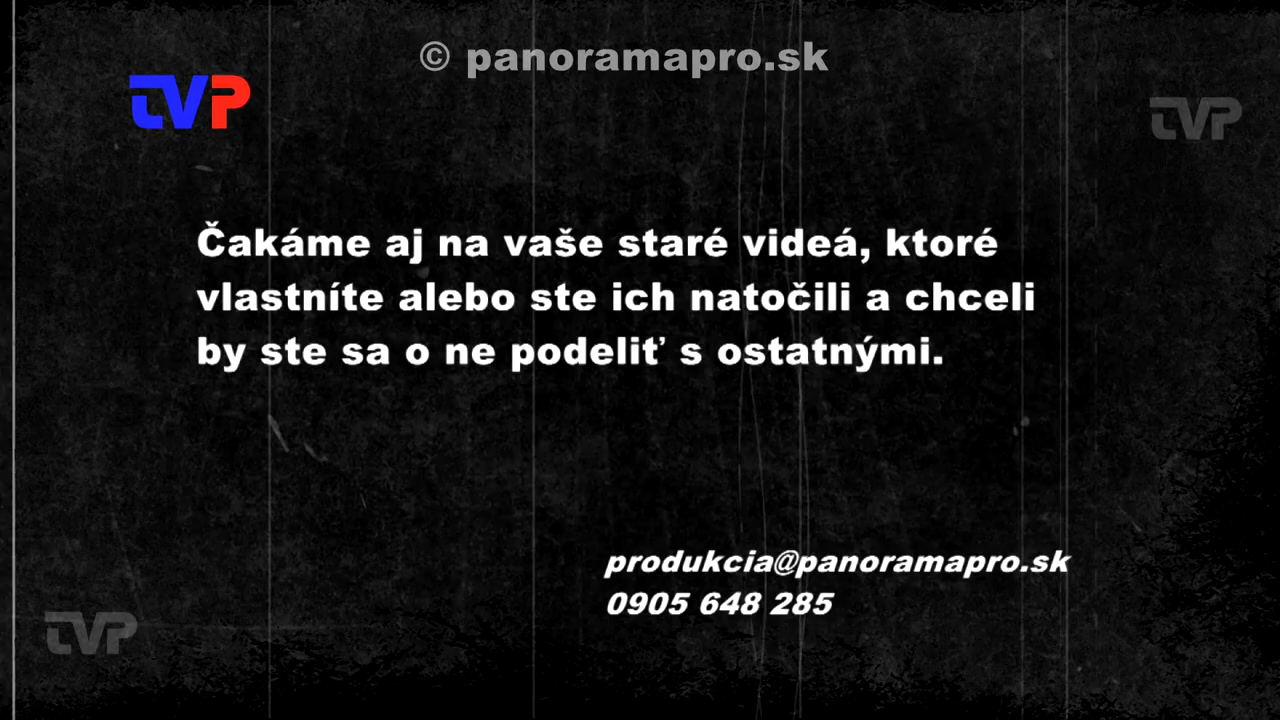 © panoramapro.sk
TVP
TVP
Čakáme aj na vaše staré videá, ktoré
vlastníte alebo ste ich natočili a chceli
by ste sa o ne podeliť s ostatnými.
produkcia@panoramapro.sk
0905 648 285
TVP